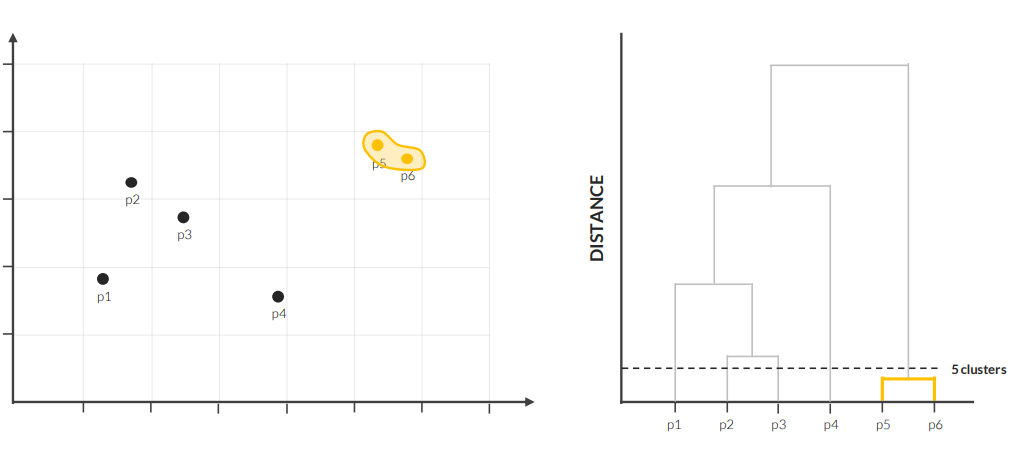 p5
p6
p2
p3
p1
p4
DISTANCE
5 clusters
p1 p2 p3 p4 p5 p6